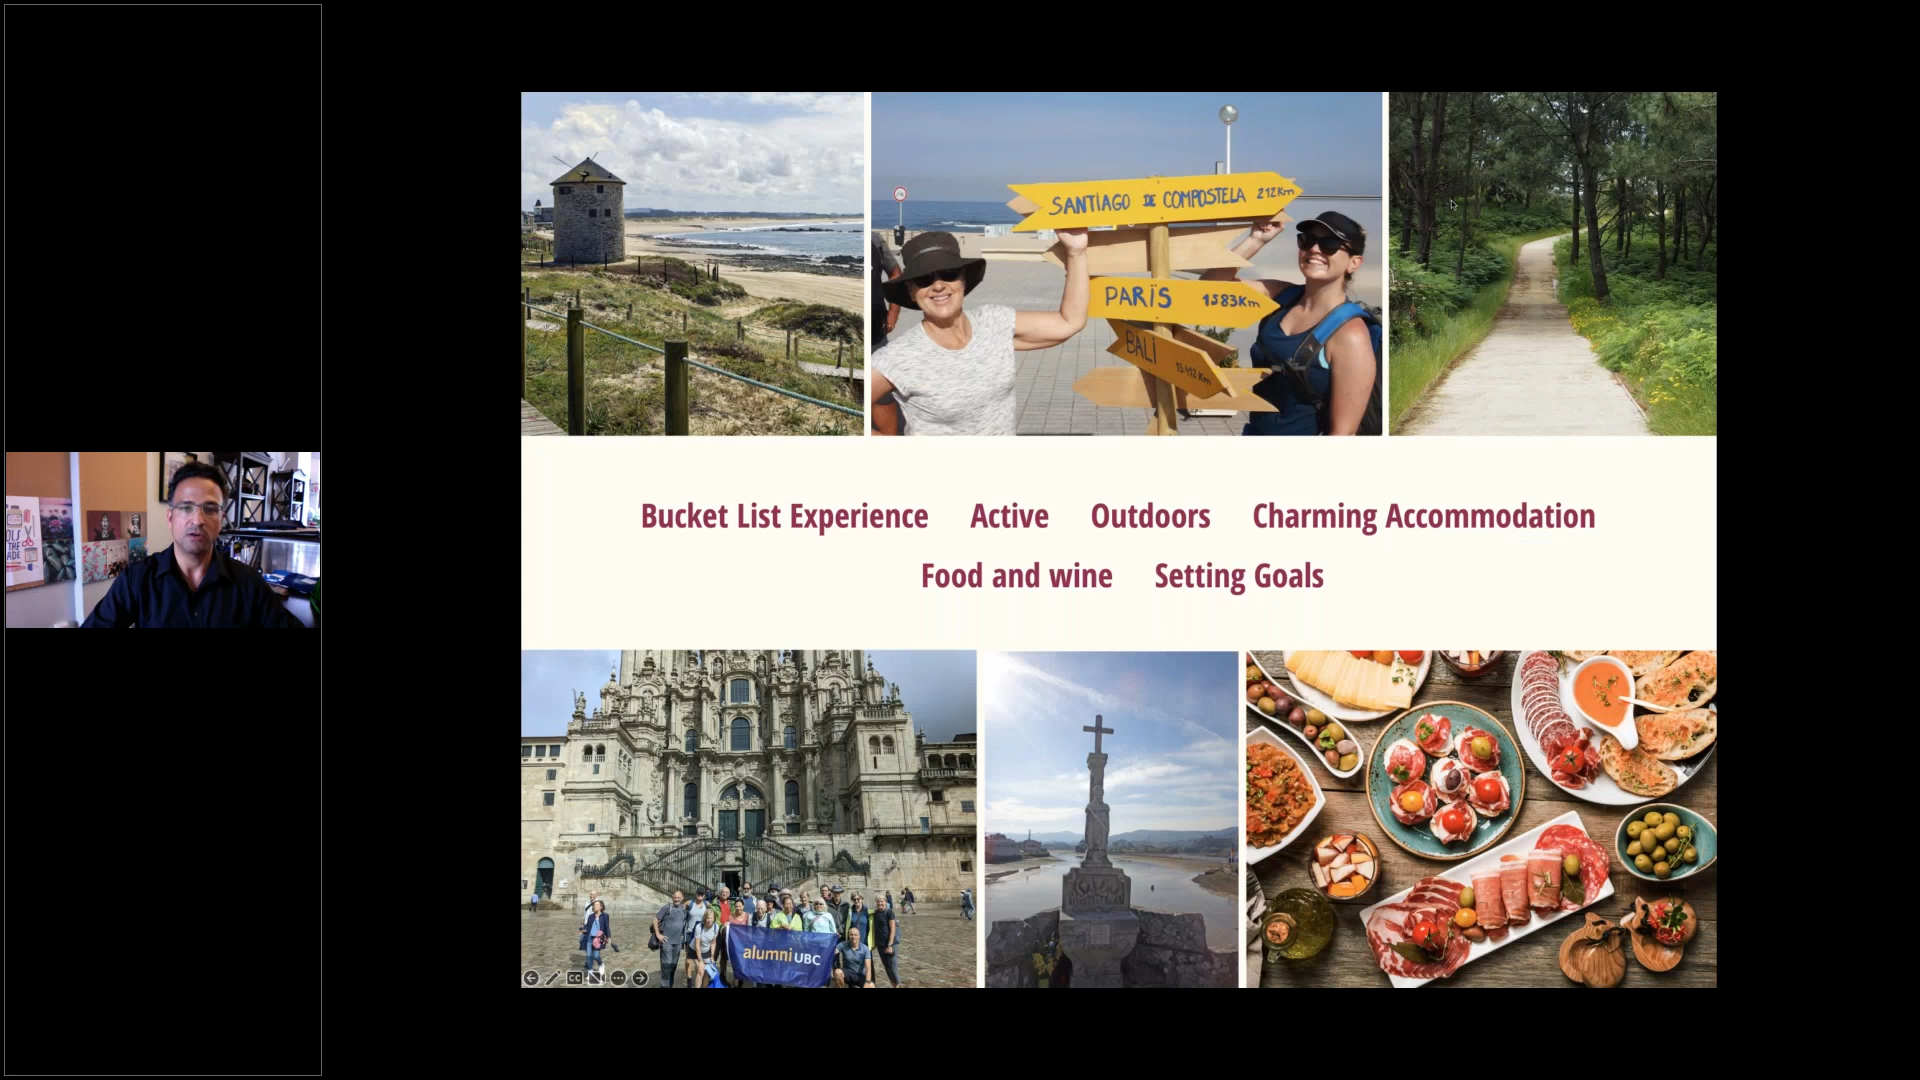 SANTIAGO DE COMPOSTELA 212Km
PARIS 1583Km
BALI
Bucket List Experience Active Outdoors Charming Accommodation
Food and wine Setting Goals
alumni UBC
CC